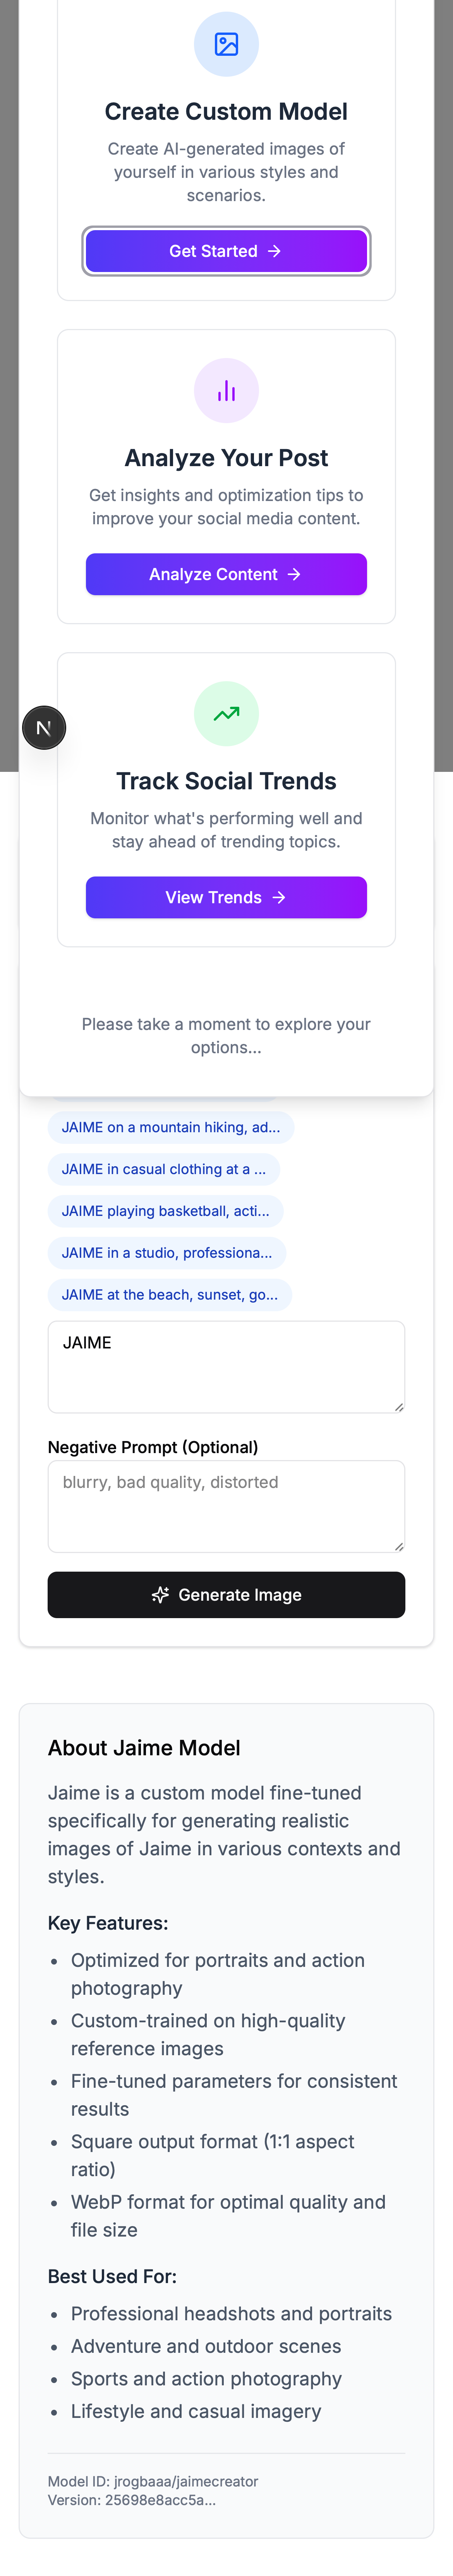 Create Custom Model
Create AI-generated images of
yourself in various styles and
scenarios.
Get Started
Analyze Your Post
Get insights and optimization tips to
improve your social media content.
Analyze Content
N
Track Social Trends
Monitor what's performing well and
stay ahead of trending topics.
View Trends
Please take a moment to explore your
options...
JAIME on a mountain hiking, ad...
JAIME in casual clothing at a ...
JAIME playing basketball, acti...
JAIME in a studio, professiona...
JAIME at the beach, sunset, go...
JAIME
Negative Prompt (Optional)
blurry, bad quality, distorted
Generate Image
About Jaime Model
Jaime is a custom model fine-tuned
specifically for generating realistic
images of Jaime in various contexts and
styles.
Key Features:
• Optimized for portraits and action
photography
• Custom-trained on high-quality
reference images
• Fine-tuned parameters for consistent
results
• Square output format (1:1 aspect
ratio)
• WebP format for optimal quality and
file size
Best Used For:
• Professional headshots and portraits
• Adventure and outdoor scenes
• Sports and action photography
• Lifestyle and casual imagery
Model ID: jrogbaaa/jaimecreator
Version: 25698e8acc5a...